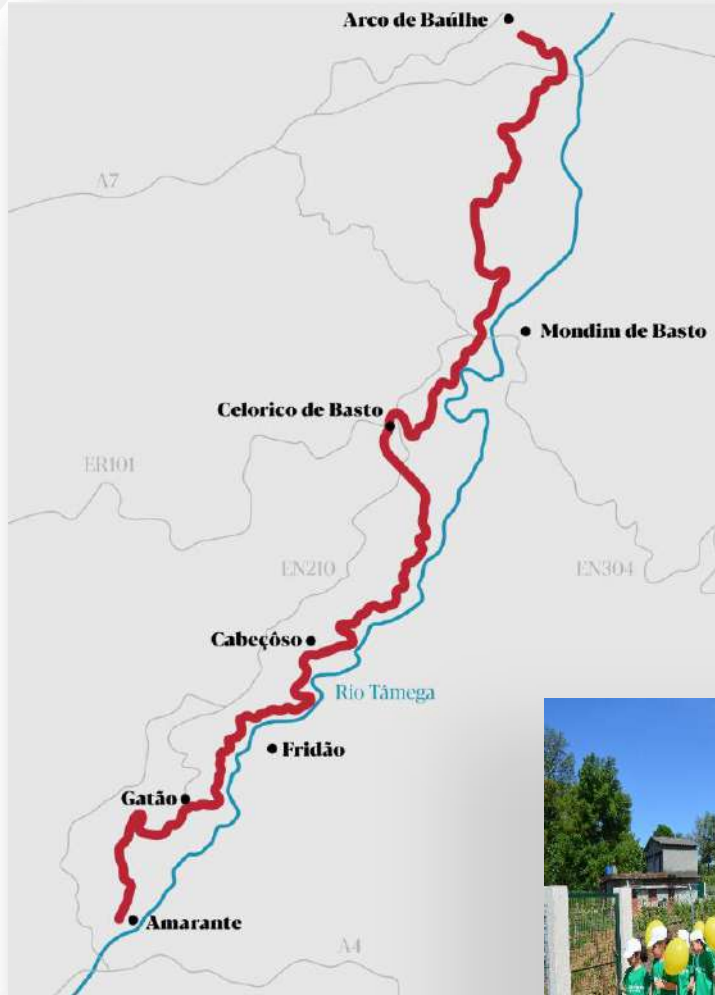 Arco de Baúlhe
A7
Mondim de Basto
Celorico de Basto
ER101
EN210
EN304
Cabeçôso
Rio Tâmega
Fridão
Gatão
Amarante
A4